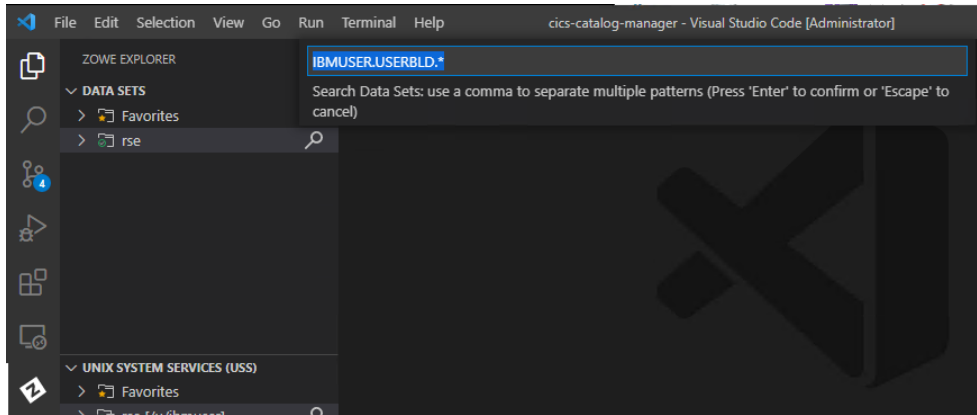 File Edit Selection View Go Run Terminal Help cics-catalog-manager - Visual Studio Code [Administrator]
ZOWE EXPLORER
IBMUSER.USERBLD.*
Search Data Sets: use a comma to separate multiple patterns (Press 'Enter' to confirm or 'Escape' to
cancel)
DATA SETS
Favorites
rse
4
UNIX SYSTEM SERVICES (USS)
Favorites
rse [/u/ibmuser]